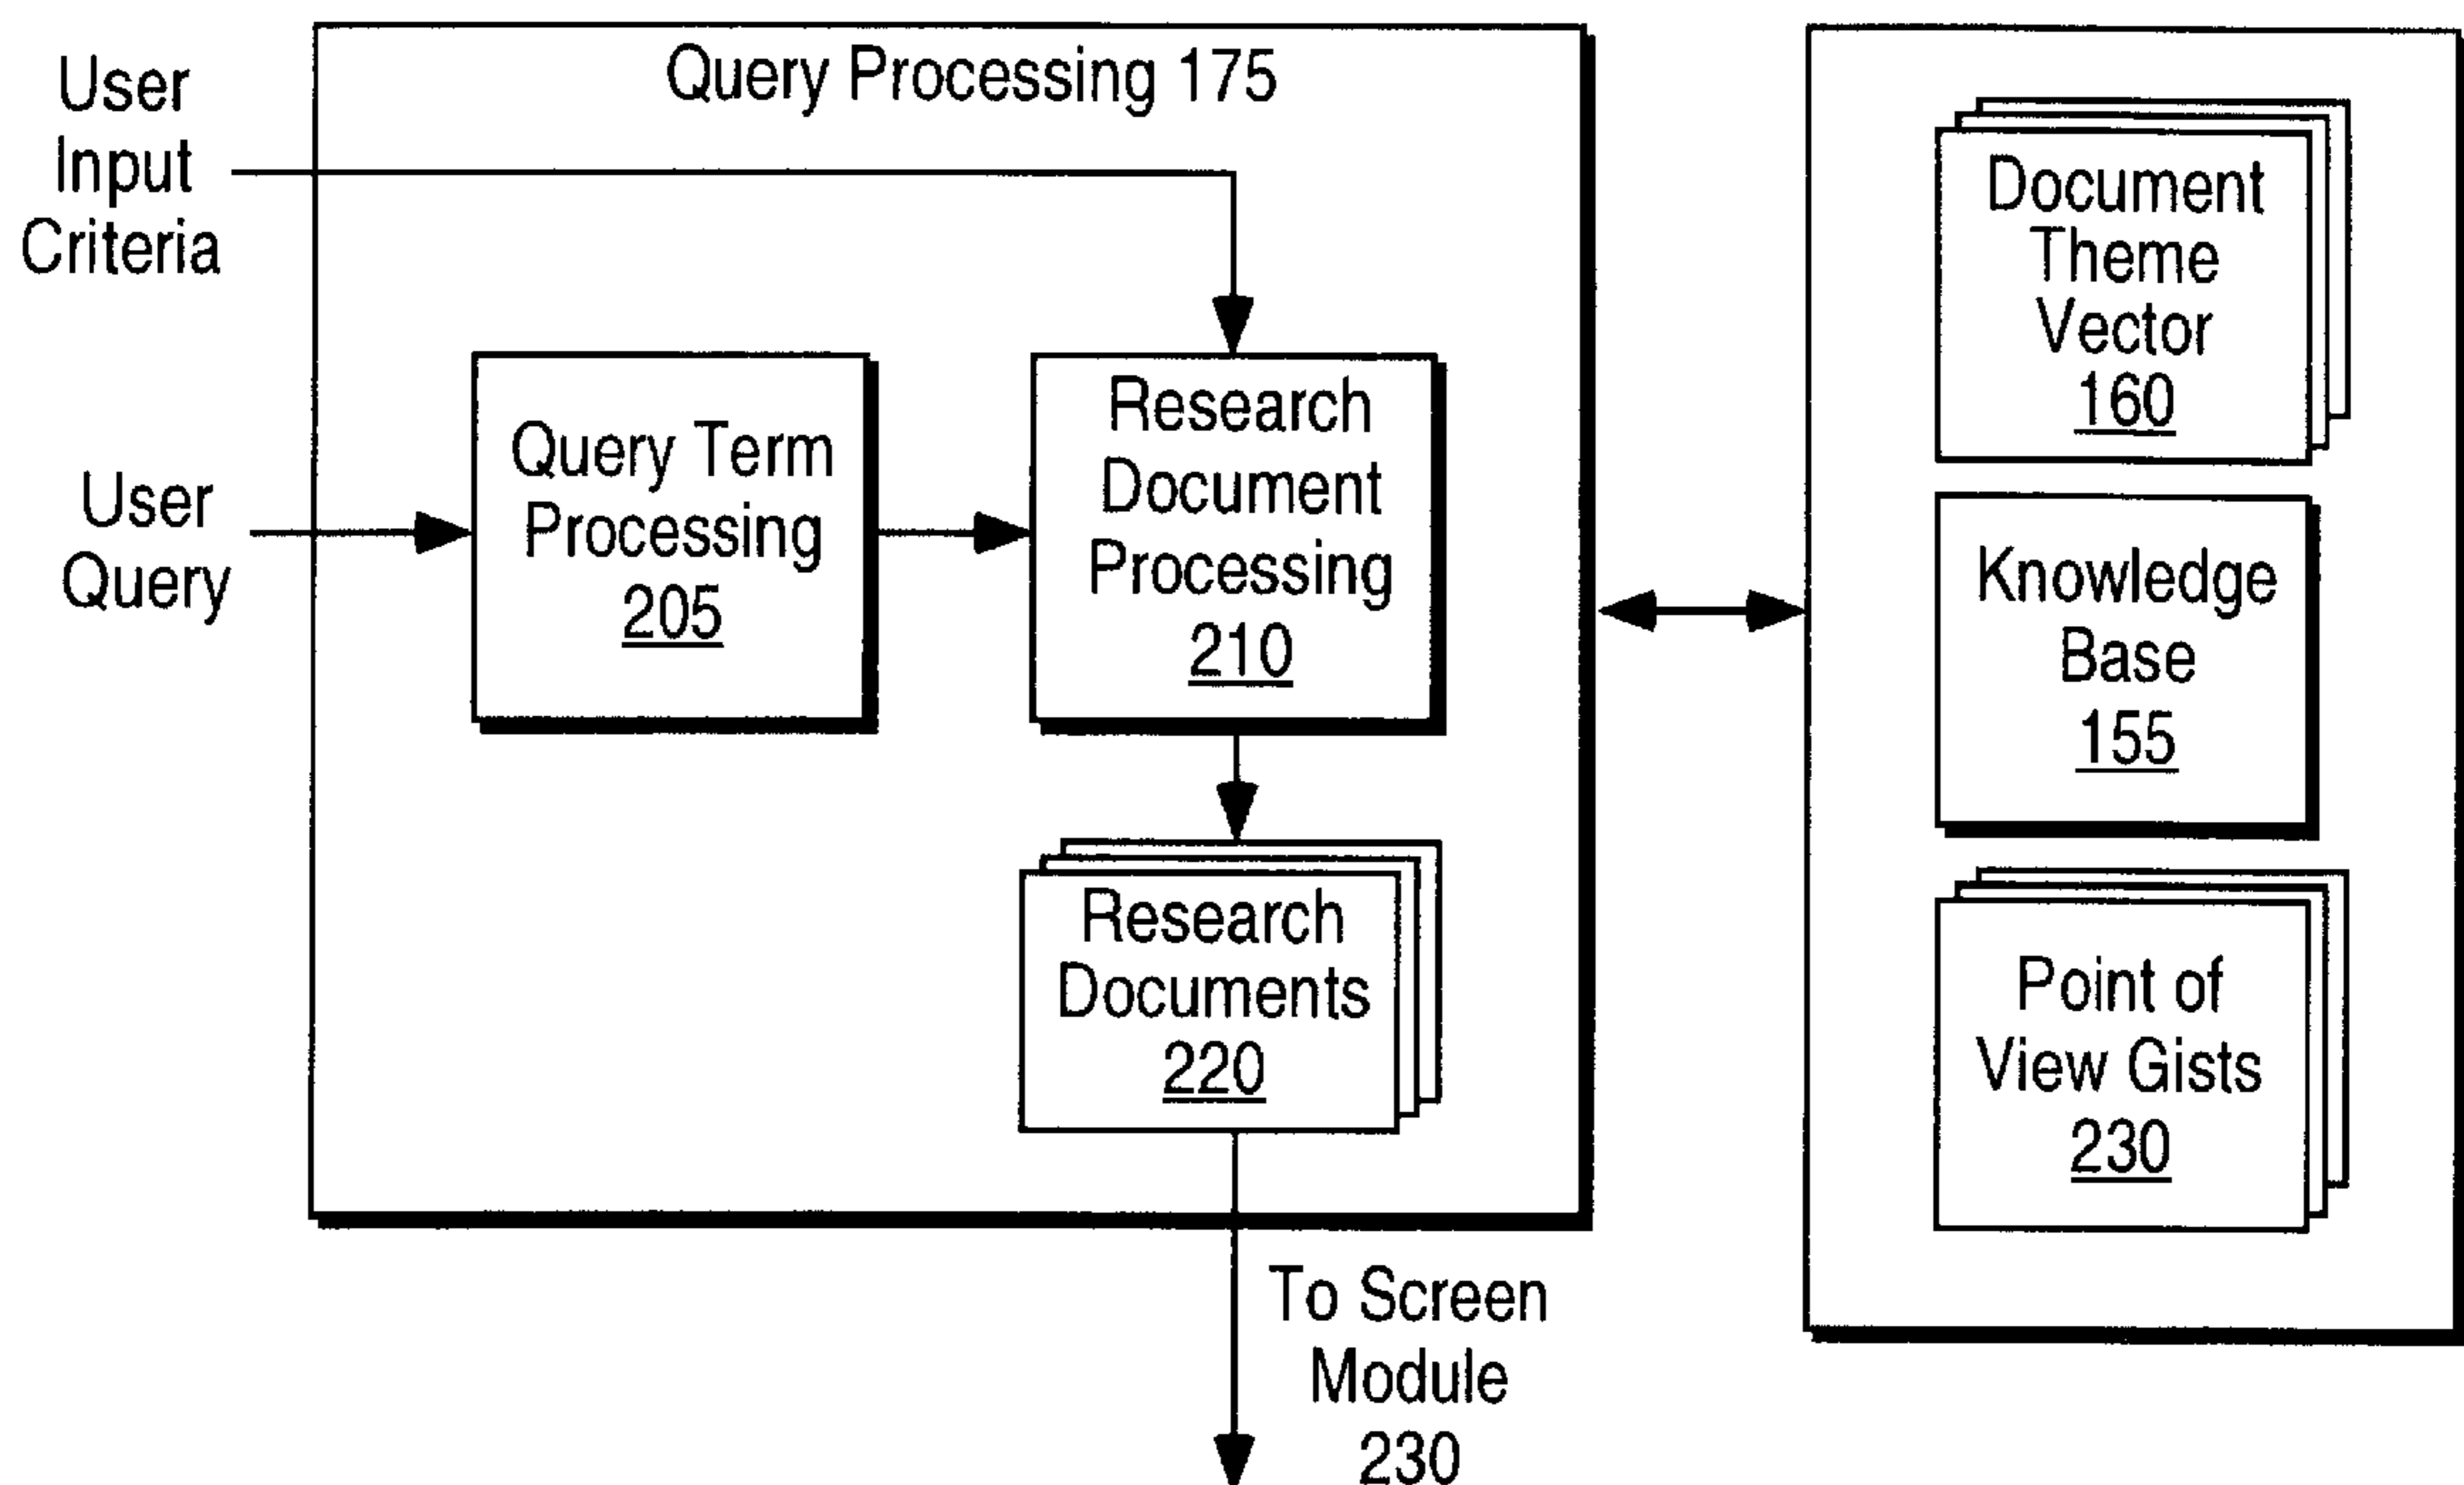 Query Processing 175
User
Input
Criteria
User
Query
Query Term
Processing
205
Research
Document
Processing
210
Research
Documents
220
To Screen
Module
230
Document
Theme
Vector
160
Knowledge
Base
155
Point of
View Gists
230